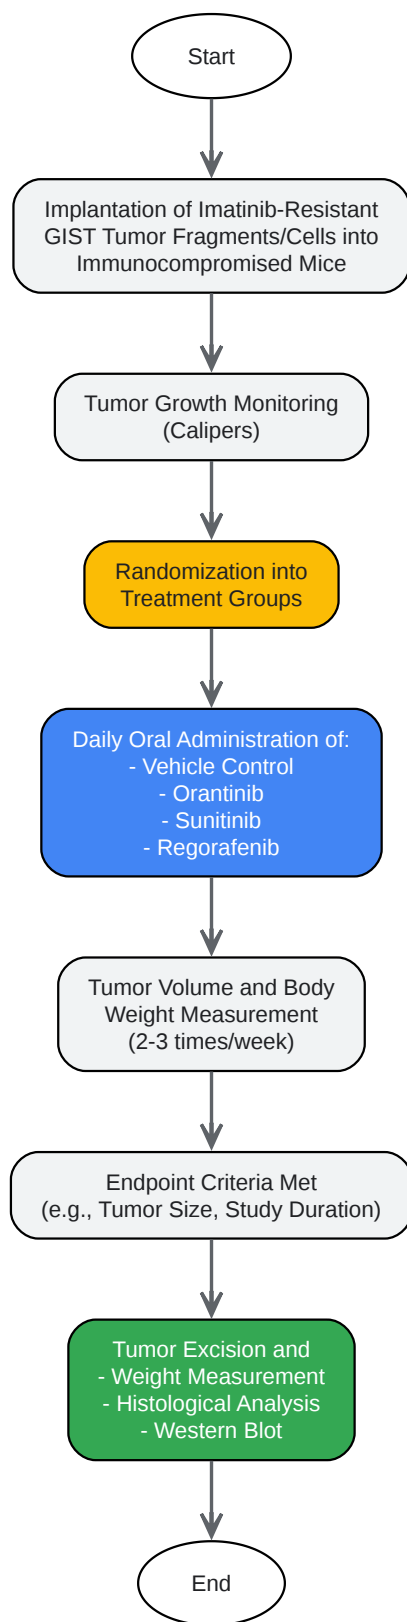 Start
Implantation of Imatinib-Resistant
GIST Tumor Fragments/Cells into
Immunocompromised Mice
Tumor Growth Monitoring
(Calipers)
Randomization into
Treatment Groups
Daily Oral Administration of:
- Vehicle Control
- Orantinib
- Sunitinib
- Regorafenib
Tumor Volume and Body
Weight Measurement
(2-3 times/week)
Endpoint Criteria Met
(e.g., Tumor Size, Study Duration)
Tumor Excision and
- Weight Measurement
- Histological Analysis
- Western Blot
End